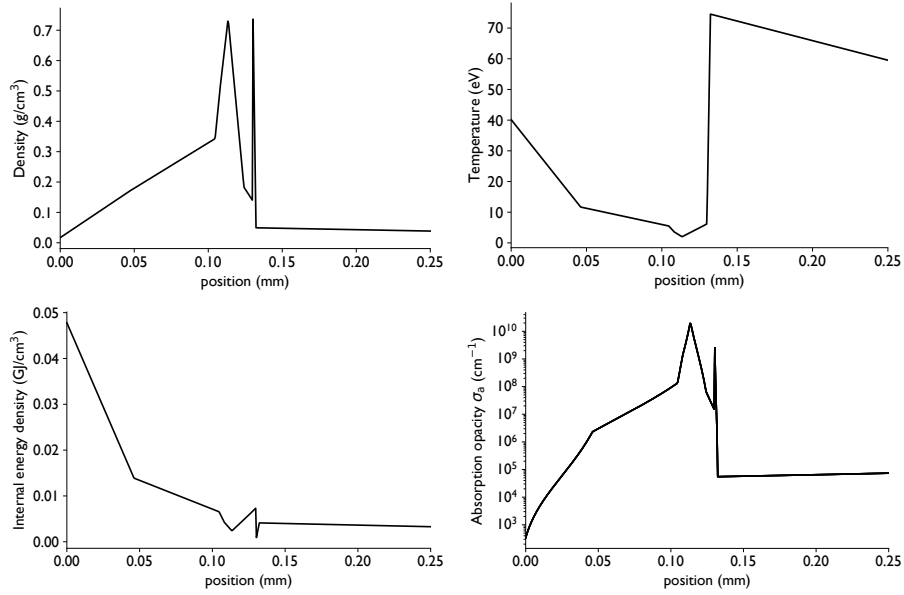 Density (g/cm³)
0.7
0.6
0.5
0.4
0.3
0.2
0.1
0.0
0.00 0.05 0.10 0.15 0.20 0.25
position (mm)
Temperature (eV)
70
60
50
40
30
20
10
0
0.00 0.05 0.10 0.15 0.20 0.25
position (mm)
Internal energy density (GJ/cm³)
0.05
0.04
0.03
0.02
0.01
0.00
0.00 0.05 0.10 0.15 0.20 0.25
position (mm)
Absorption opacity σₐ (cm⁻¹)
10¹⁰
10⁹
10⁸
10⁷
10⁶
10⁵
10⁴
10³
0.00 0.05 0.10 0.15 0.20 0.25
position (mm)